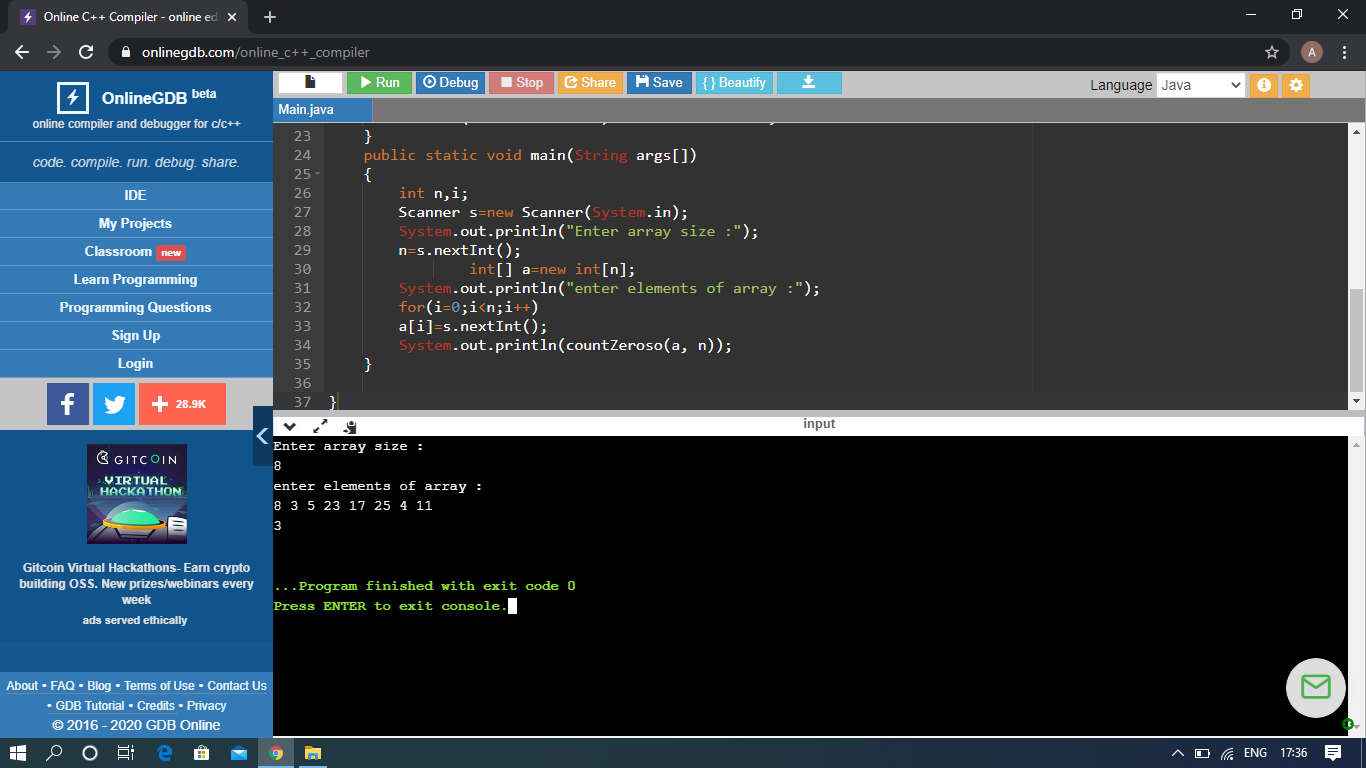 Online C++ Compiler - online ed
onlinegdb.com/online_c++_compiler
A
OnlineGDB beta
online compiler and debugger for c/c++
code. compile. run. debug. share.
IDE
My Projects
Classroom new
Learn Programming
Programming Questions
Sign Up
Login
28.9K
GITCOIN
VIRTUAL
HACKATHON
Gitcoin Virtual Hackathons- Earn crypto
building OSS. New prizes/webinars every
week
ads served ethically
About • FAQ • Blog • Terms of Use • Contact Us
• GDB Tutorial • Credits • Privacy
© 2016 - 2020 GDB Online
Run Debug Stop Share Save { } Beautify
Language Java
Main.java
23 }
24 public static void main(String args[])
25 {
26 int n,i;
27 Scanner s=new Scanner(System.in);
28 System.out.println("Enter array size :");
29 n=s.nextInt();
30 int[] a=new int[n];
31 System.out.println("enter elements of array :");
32 for(i=0;i<n;i++)
33 a[i]=s.nextInt();
34 System.out.println(countZeroso(a, n));
35 }
36
37 }
input
Enter array size :
8
enter elements of array :
8 3 5 23 17 25 4 11
3
...Program finished with exit code 0
Press ENTER to exit console.
ENG 17:36